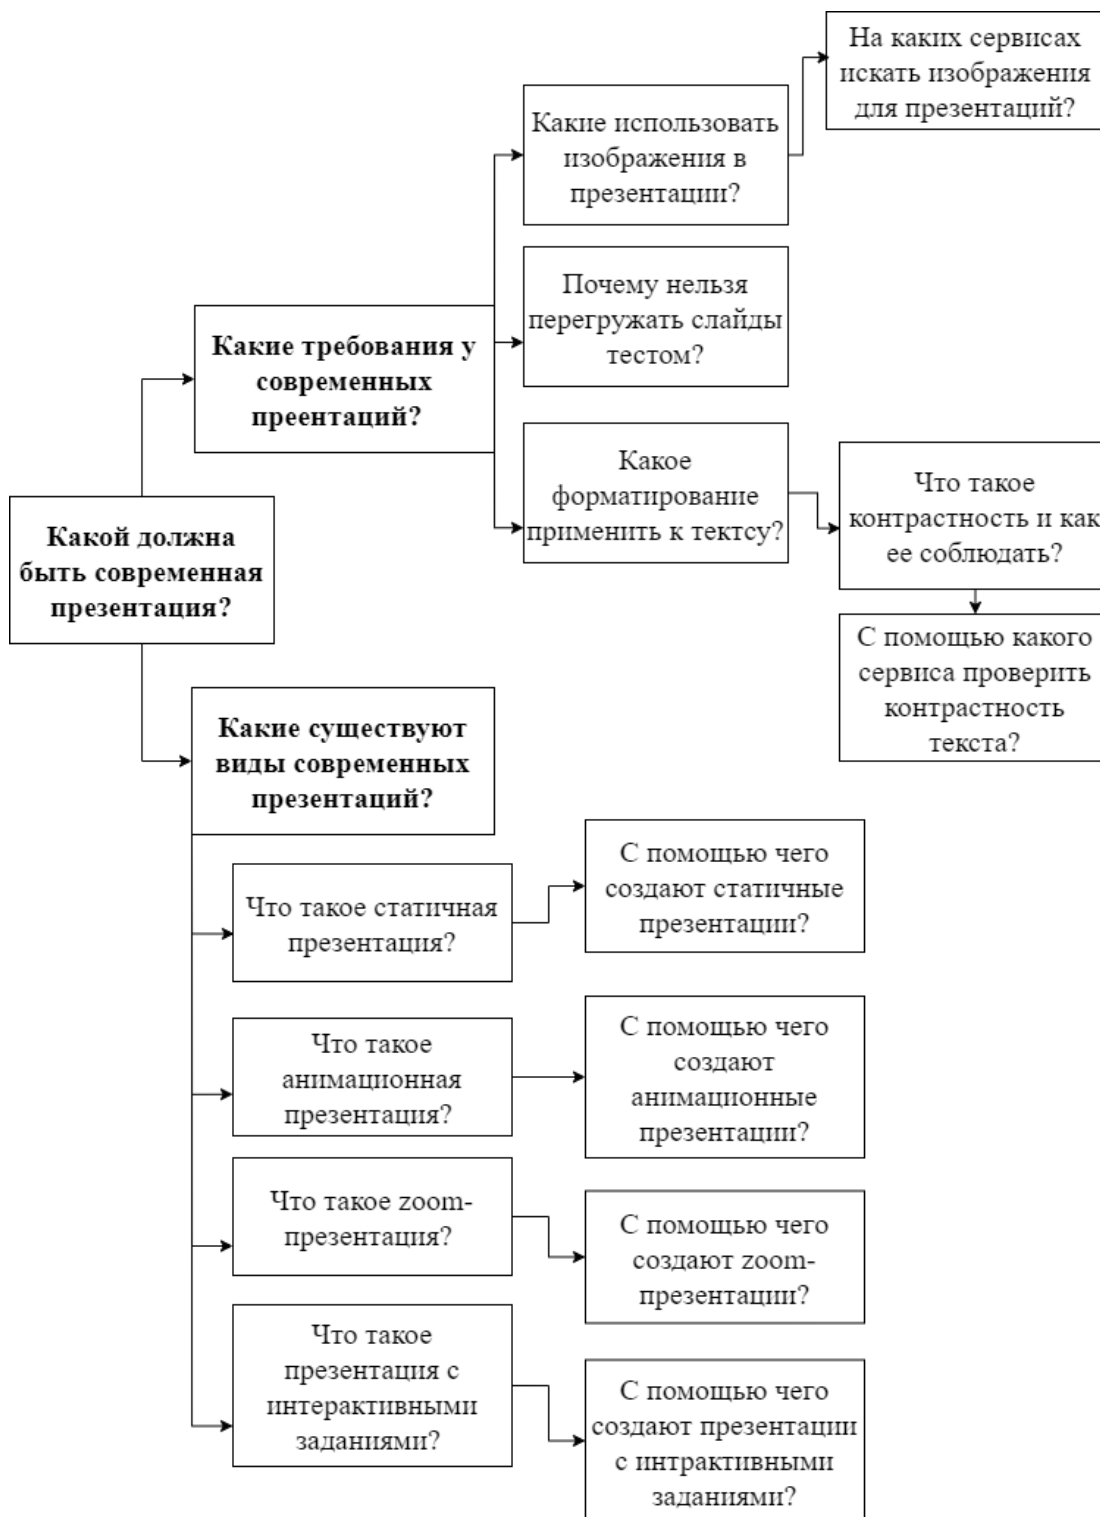 На каких сервисах
искать изображения
для презентаций?
Какие использовать
изображения в
презентации?
Почему нельзя
перегружать слайды
тестом?
Какие требования у
современных
преентаций?
Какое
форматирование
применить к тектсу?
Что такое
контрастность и как
ее соблюдать?
С помощью какого
сервиса проверить
контрастность
текста?
Какой должна
быть современная
презентация?
Какие существуют
виды современных
презентаций?
Что такое статичная
презентация?
С помощью чего
создают статичные
презентации?
Что такое
анимационная
презентация?
С помощью чего
создают
анимационные
презентации?
Что такое zoom-
презентация?
С помощью чего
создают zoom-
презентации?
Что такое
презентация с
интерактивными
заданиями?
С помощью чего
создают презентации
с интрактивными
заданиями?